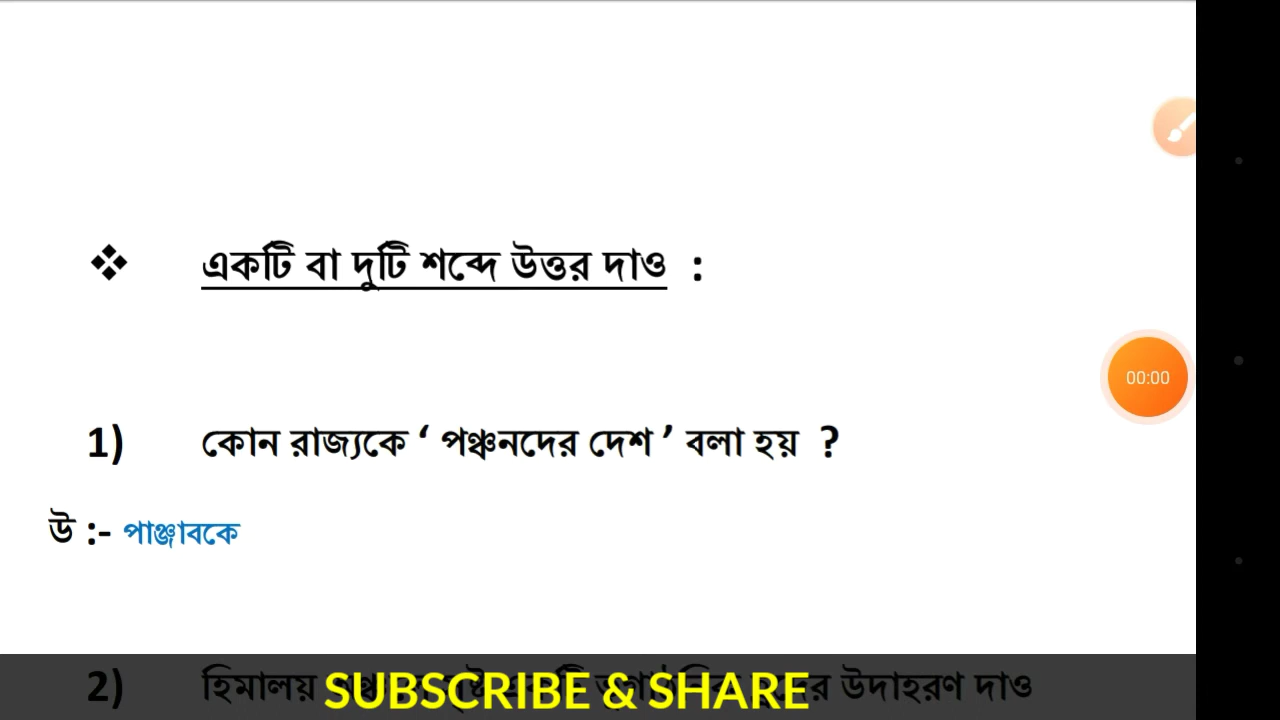 ❖ একটি বা দুটি শব্দে উত্তর দাও :
00:00
1) কোন রাজ্যকে ‘ পঞ্চনদের দেশ ’ বলা হয় ?
উ :- পাঞ্জাবকে
2) হিমালয় উদাহরণ দাও
SUBSCRIBE & SHARE